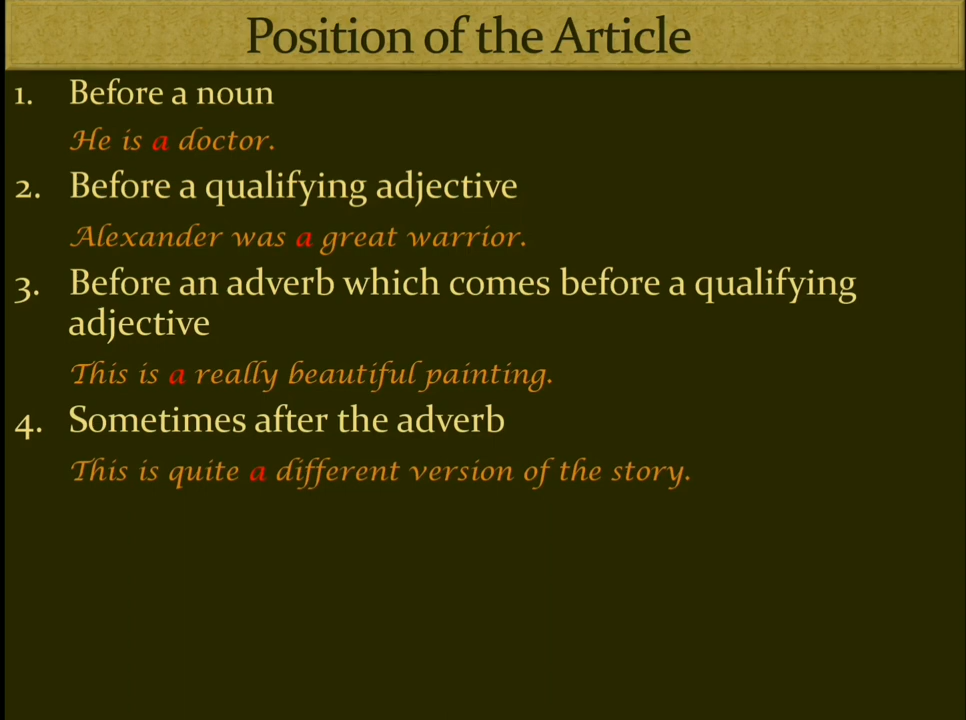 Position of the Article
1. Before a noun
He is a doctor.
2. Before a qualifying adjective
Alexander was a great warrior.
3. Before an adverb which comes before a qualifying
adjective
This is a really beautiful painting.
4. Sometimes after the adverb
This is quite a different version of the story.